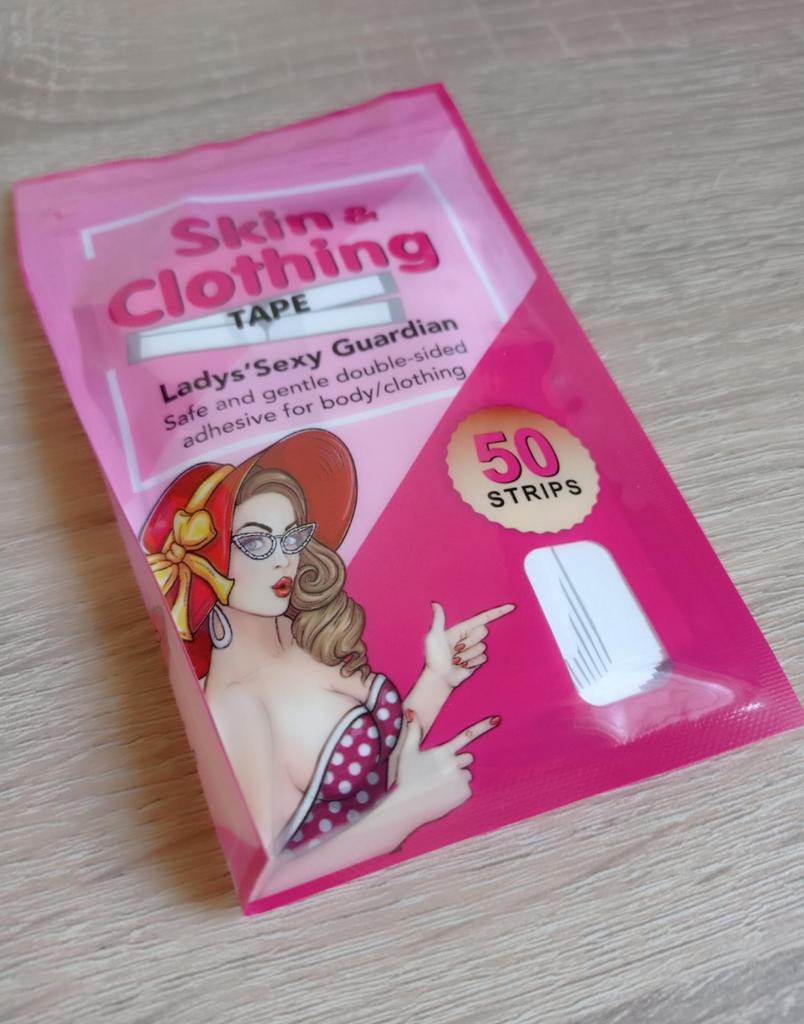 Skin &
Clothing
TAPE
Ladys'Sexy Guardian
Safe and gentle double-sided
adhesive for body/clothing
50
STRIPS